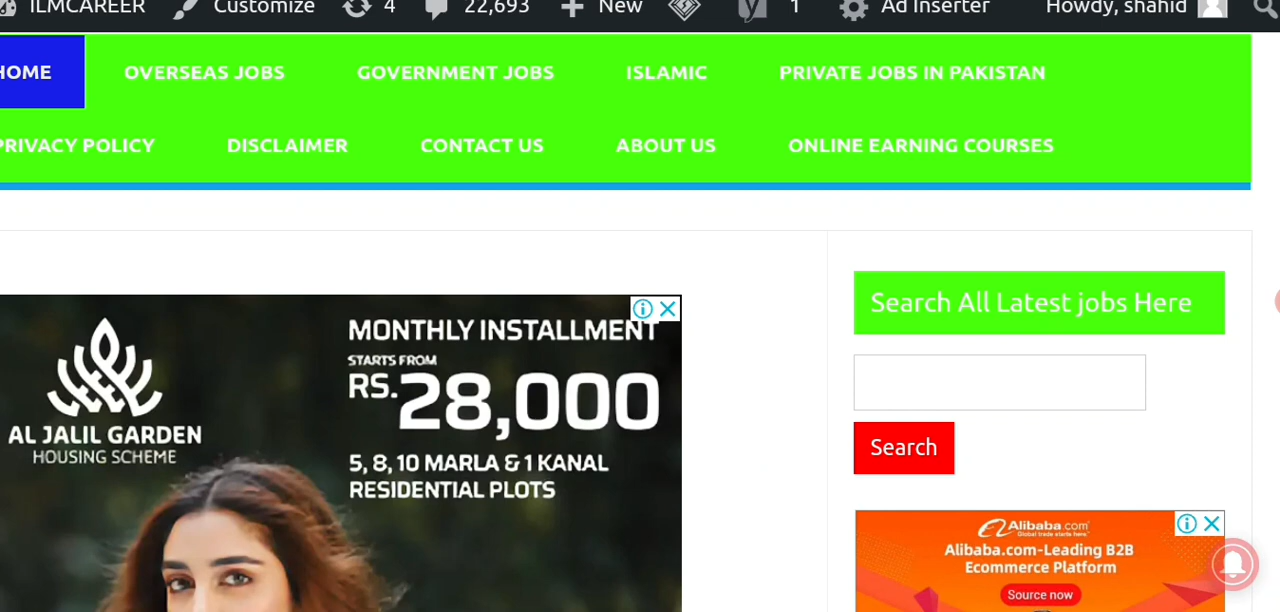 ILMCAREER Customize 4 22,693 New 1 Ad Inserter Howdy, shahid
HOME OVERSEAS JOBS GOVERNMENT JOBS ISLAMIC PRIVATE JOBS IN PAKISTAN
PRIVACY POLICY DISCLAIMER CONTACT US ABOUT US ONLINE EARNING COURSES
AL JALIL GARDEN
HOUSING SCHEME
MONTHLY INSTALLMENT
STARTS FROM
RS.28,000
5, 8, 10 MARLA & 1 KANAL
RESIDENTIAL PLOTS
Search All Latest jobs Here
Search
Alibaba.com
Global trade starts here.
Alibaba.com-Leading B2B
Ecommerce Platform
Source now